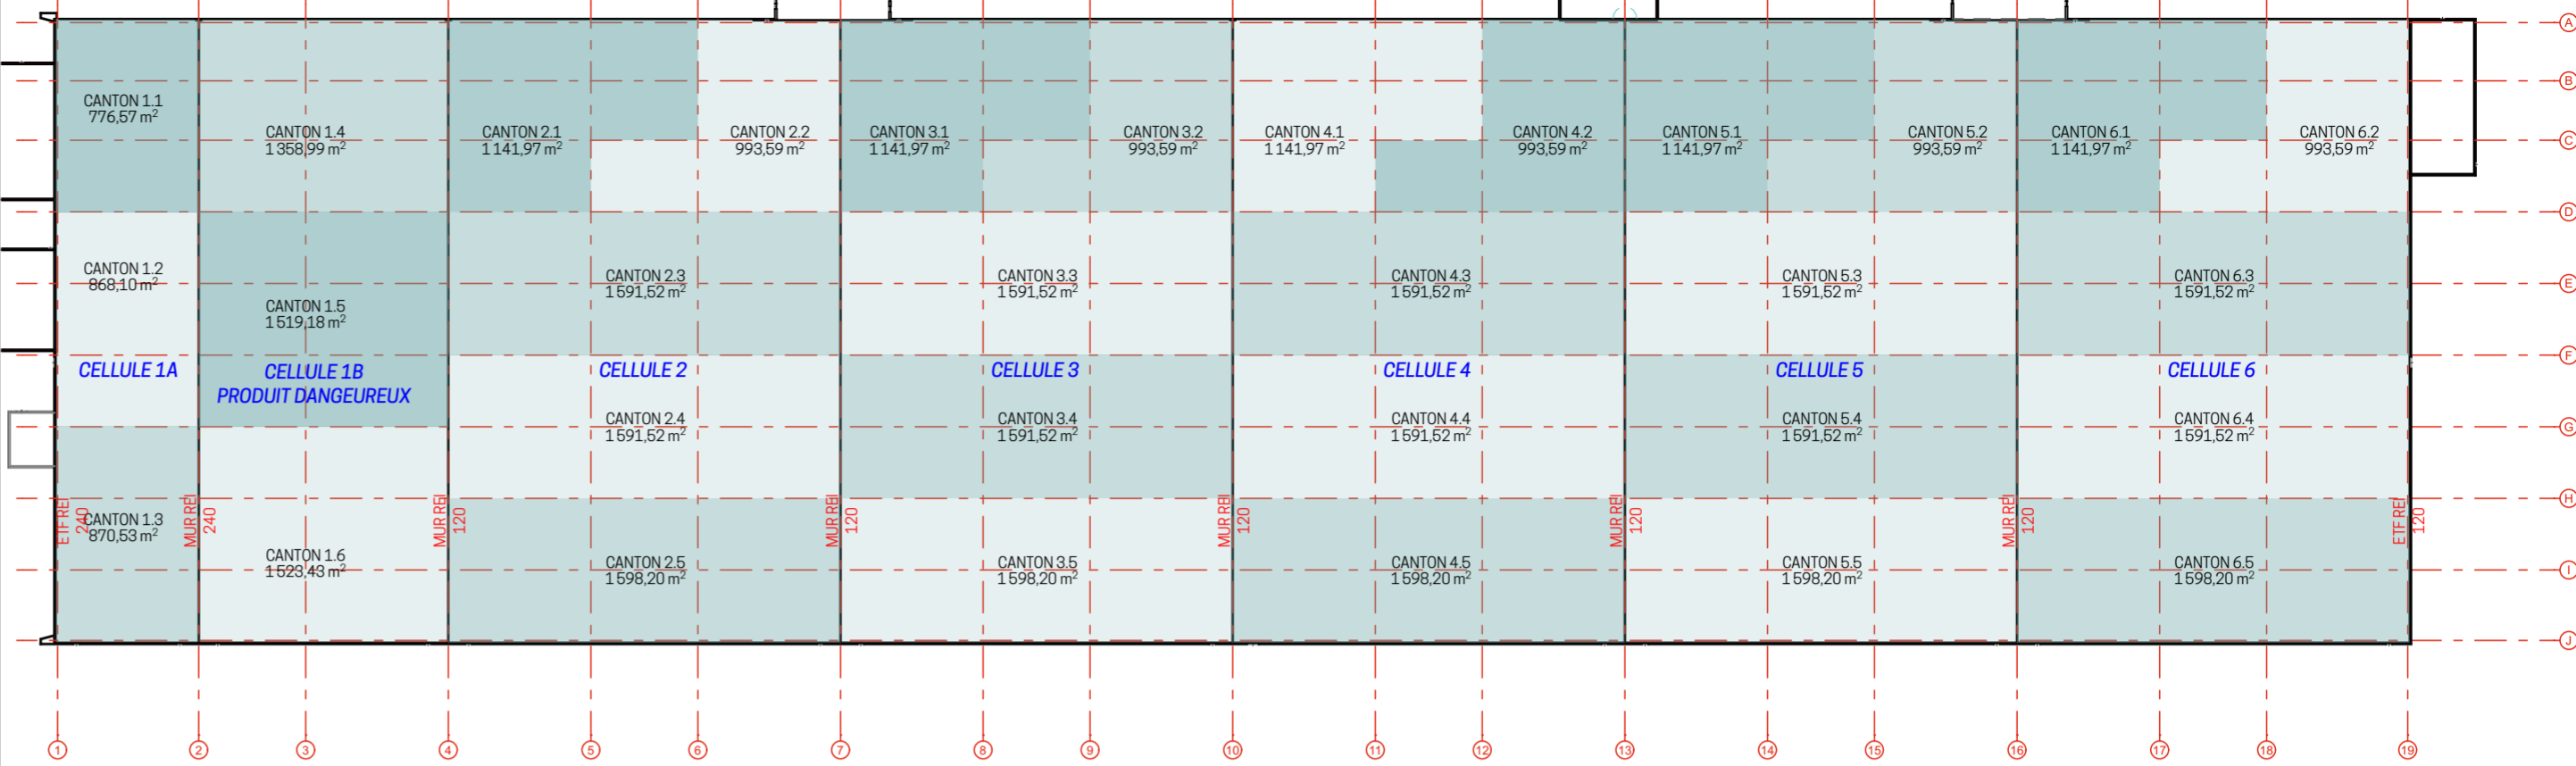 A
B
C
D
E
F
G
H
I
J
CANTON 1.1
776,57 m²
CANTON 1.4
1 358,99 m²
CANTON 2.1
1 141,97 m²
CANTON 2.2
993,59 m²
CANTON 3.1
1 141,97 m²
CANTON 3.2
993,59 m²
CANTON 4.1
1 141,97 m²
CANTON 4.2
993,59 m²
CANTON 5.1
1 141,97 m²
CANTON 5.2
993,59 m²
CANTON 6.1
1 141,97 m²
CANTON 6.2
993,59 m²
CANTON 1.2
868,10 m²
CANTON 1.5
1 519,18 m²
CANTON 2.3
1 591,52 m²
CANTON 3.3
1 591,52 m²
CANTON 4.3
1 591,52 m²
CANTON 5.3
1 591,52 m²
CANTON 6.3
1 591,52 m²
CELLULE 1A
CELLULE 1B
PRODUIT DANGEUREUX
CELLULE 2
CELLULE 3
CELLULE 4
CELLULE 5
CELLULE 6
CANTON 2.4
1 591,52 m²
CANTON 3.4
1 591,52 m²
CANTON 4.4
1 591,52 m²
CANTON 5.4
1 591,52 m²
CANTON 6.4
1 591,52 m²
ETF REI
240
MUR REI
240
MUR REI
120
MUR REI
120
MUR REI
120
MUR REI
120
MUR REI
120
ETF REI
120
CANTON 1.3
870,53 m²
CANTON 1.6
1 523,43 m²
CANTON 2.5
1 598,20 m²
CANTON 3.5
1 598,20 m²
CANTON 4.5
1 598,20 m²
CANTON 5.5
1 598,20 m²
CANTON 6.5
1 598,20 m²
1
2
3
4
5
6
7
8
9
10
11
12
13
14
15
16
17
18
19